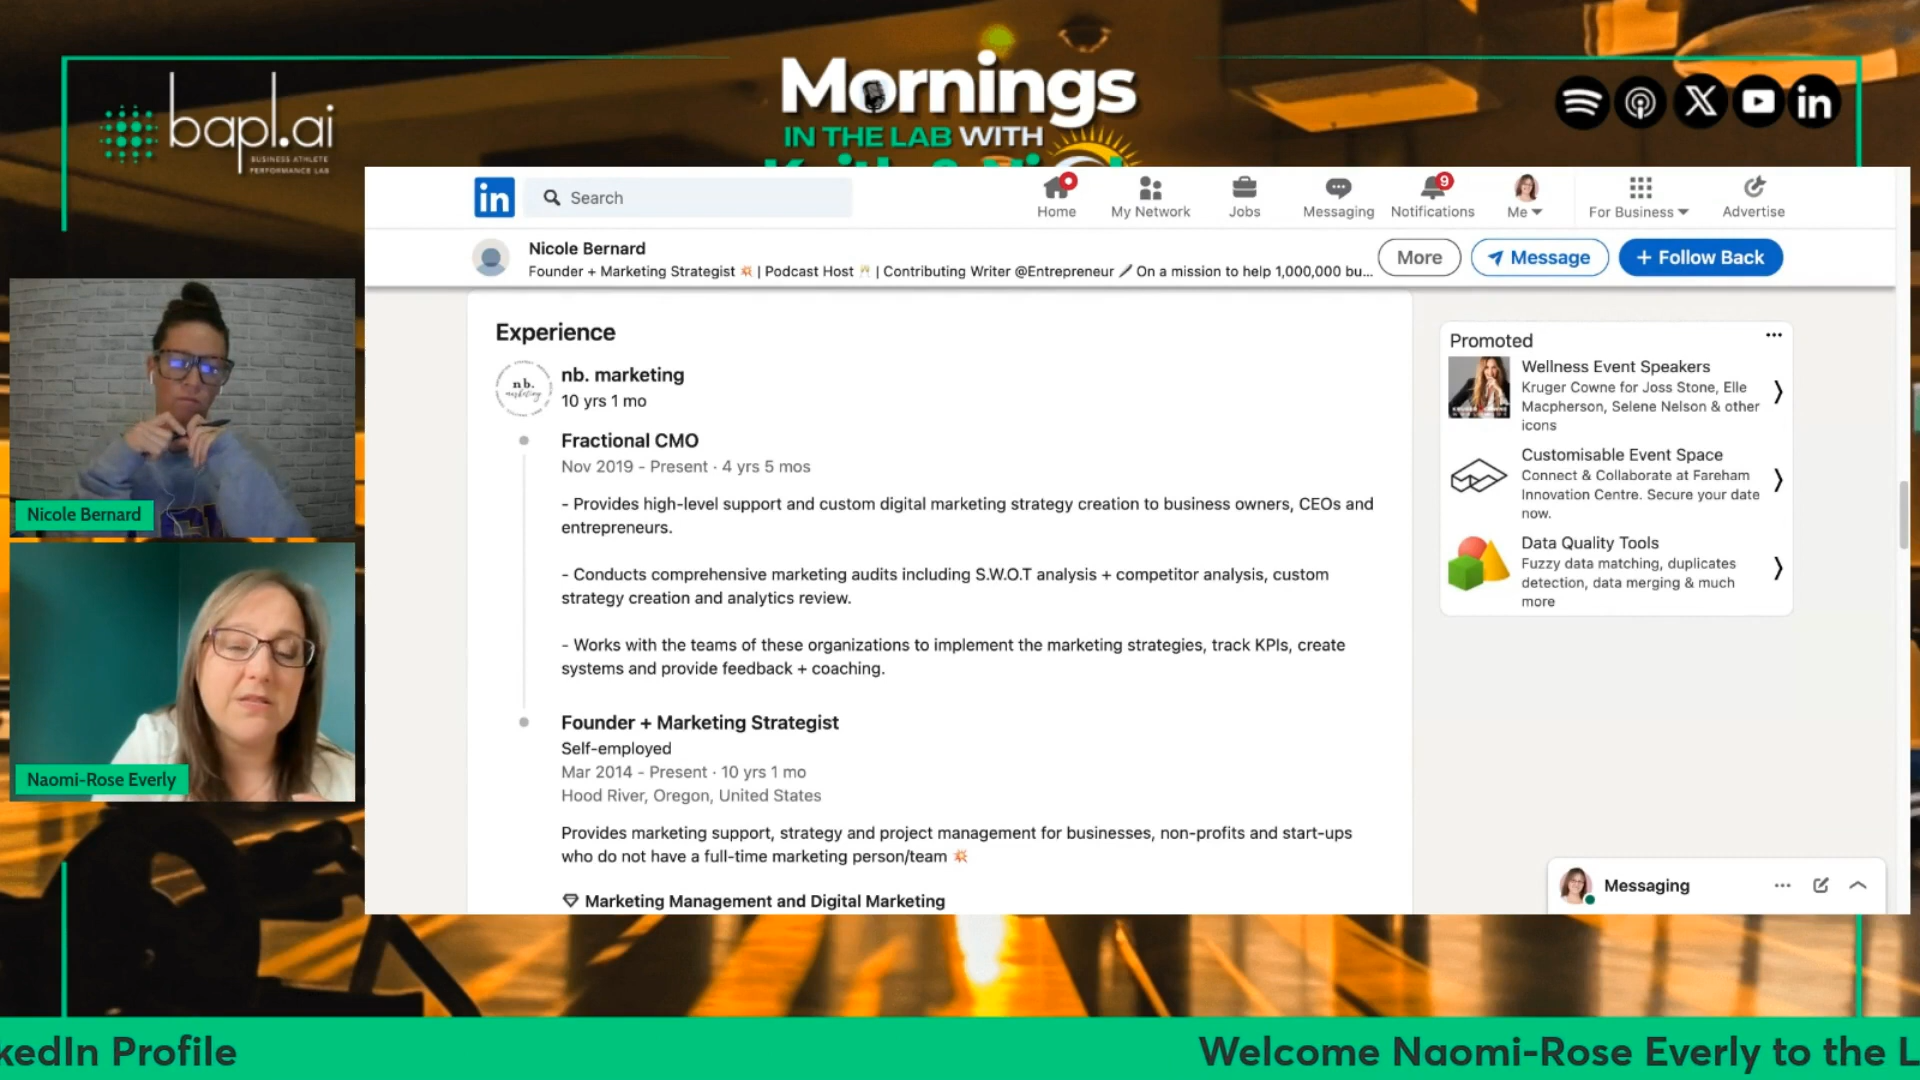 bapl.ai
BUSINESS ATHLETE
PERFORMANCE LAB
Mornings
IN THE LAB WITH
in
Search
Home
My Network
Jobs
Messaging
9
Notifications
Me
For Business
Advertise
Nicole Bernard
Founder + Marketing Strategist 💥 | Podcast Host 🥂 | Contributing Writer @Entrepreneur 🖊 On a mission to help 1,000,000 bu...
More
Message
+ Follow Back
Experience
nb.
marketing
nb. marketing
10 yrs 1 mo
Fractional CMO
Nov 2019 - Present · 4 yrs 5 mos
- Provides high-level support and custom digital marketing strategy creation to business owners, CEOs and
entrepreneurs.
- Conducts comprehensive marketing audits including S.W.O.T analysis + competitor analysis, custom
strategy creation and analytics review.
- Works with the teams of these organizations to implement the marketing strategies, track KPIs, create
systems and provide feedback + coaching.
Founder + Marketing Strategist
Self-employed
Mar 2014 - Present · 10 yrs 1 mo
Hood River, Oregon, United States
Provides marketing support, strategy and project management for businesses, non-profits and start-ups
who do not have a full-time marketing person/team 💥
Marketing Management and Digital Marketing
Promoted
Wellness Event Speakers
Kruger Cowne for Joss Stone, Elle
Macpherson, Selene Nelson & other
icons
Customisable Event Space
Connect & Collaborate at Fareham
Innovation Centre. Secure your date
now.
Data Quality Tools
Fuzzy data matching, duplicates
detection, data merging & much
more
Messaging
Nicole Bernard
Naomi-Rose Everly
kedIn Profile
Welcome Naomi-Rose Everly to the L